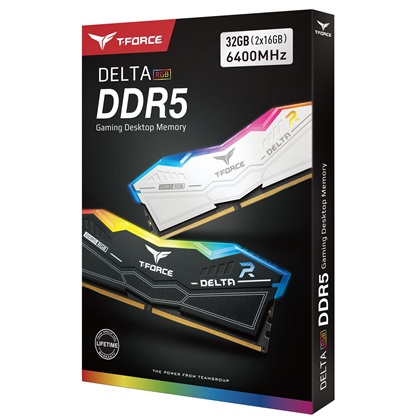 T-FORCE
32GB(2x16GB)
6400MHz
DELTA RGB
DDR5
Gaming Desktop Memory
T-FORCE
DELTA R
T-FORCE
DELTA R
LIFETIME
THE POWER FROM TEAMGROUP
DELTA RGB DDR5 Gaming Desktop Memory